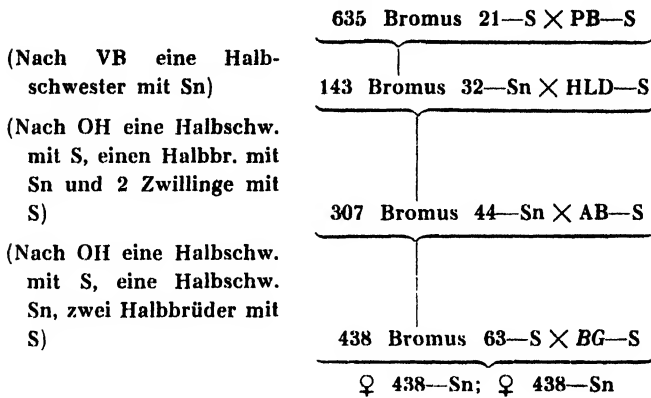 635 Bromus 21—S × PB—S
(Nach VB eine Halb-
schwester mit Sn)
143 Bromus 32—Sn × HLD—S
(Nach OH eine Halbschw.
mit S, einen Halbbr. mit
Sn und 2 Zwillinge mit
S)
307 Bromus 44—Sn × AB—S
(Nach OH eine Halbschw.
mit S, eine Halbschw.
Sn, zwei Halbbrüder mit
S)
438 Bromus 63—S × BG—S
♀ 438—Sn; ♀ 438—Sn